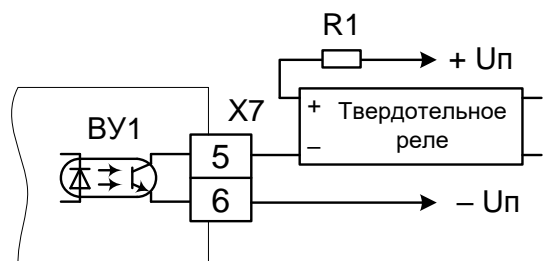 R1
+ Uп
X7
ВУ1
+ Твердотельное
– реле
5
6
– Uп